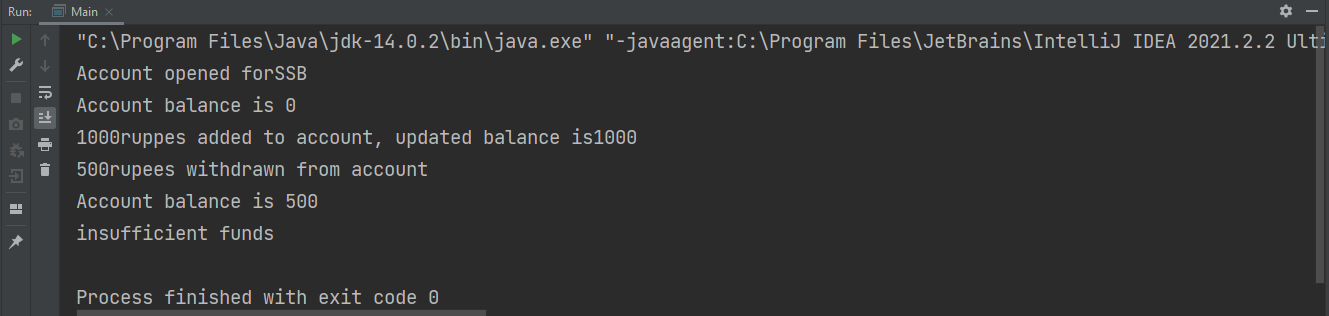 Run: Main
"C:\Program Files\Java\jdk-14.0.2\bin\java.exe" "-javaagent:C:\Program Files\JetBrains\IntelliJ IDEA 2021.2.2 Ulti
Account opened forSSB
Account balance is 0
1000ruppes added to account, updated balance is1000
500rupees withdrawn from account
Account balance is 500
insufficient funds
Process finished with exit code 0